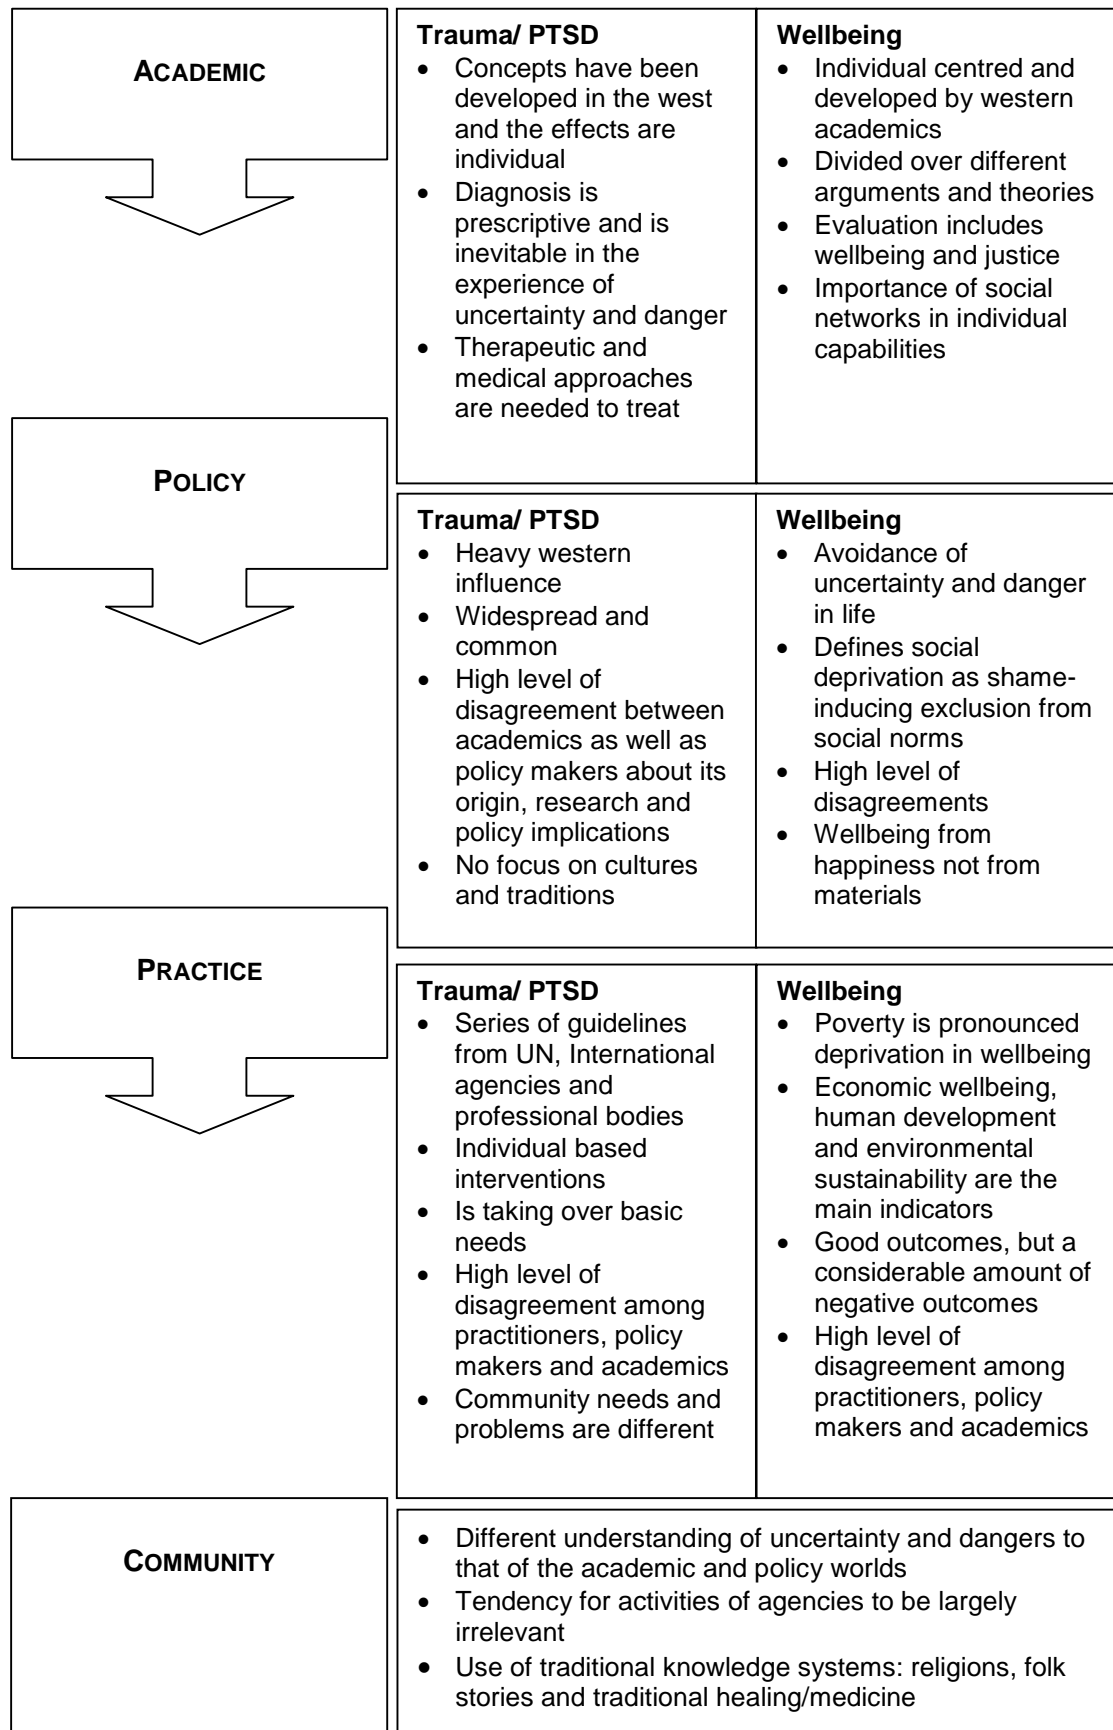 ACADEMIC
Trauma/ PTSD
• Concepts have been
developed in the west
and the effects are
individual
• Diagnosis is
prescriptive and is
inevitable in the
experience of
uncertainty and danger
• Therapeutic and
medical approaches
are needed to treat
Wellbeing
• Individual centred and
developed by western
academics
• Divided over different
arguments and theories
• Evaluation includes
wellbeing and justice
• Importance of social
networks in individual
capabilities
POLICY
Trauma/ PTSD
• Heavy western
influence
• Widespread and
common
• High level of
disagreement between
academics as well as
policy makers about its
origin, research and
policy implications
• No focus on cultures
and traditions
Wellbeing
• Avoidance of
uncertainty and danger
in life
• Defines social
deprivation as shame-
inducing exclusion from
social norms
• High level of
disagreements
• Wellbeing from
happiness not from
materials
PRACTICE
Trauma/ PTSD
• Series of guidelines
from UN, International
agencies and
professional bodies
• Individual based
interventions
• Is taking over basic
needs
• High level of
disagreement among
practitioners, policy
makers and academics
• Community needs and
problems are different
Wellbeing
• Poverty is pronounced
deprivation in wellbeing
• Economic wellbeing,
human development
and environmental
sustainability are the
main indicators
• Good outcomes, but a
considerable amount of
negative outcomes
• High level of
disagreement among
practitioners, policy
makers and academics
COMMUNITY
• Different understanding of uncertainty and dangers to
that of the academic and policy worlds
• Tendency for activities of agencies to be largely
irrelevant
• Use of traditional knowledge systems: religions, folk
stories and traditional healing/medicine